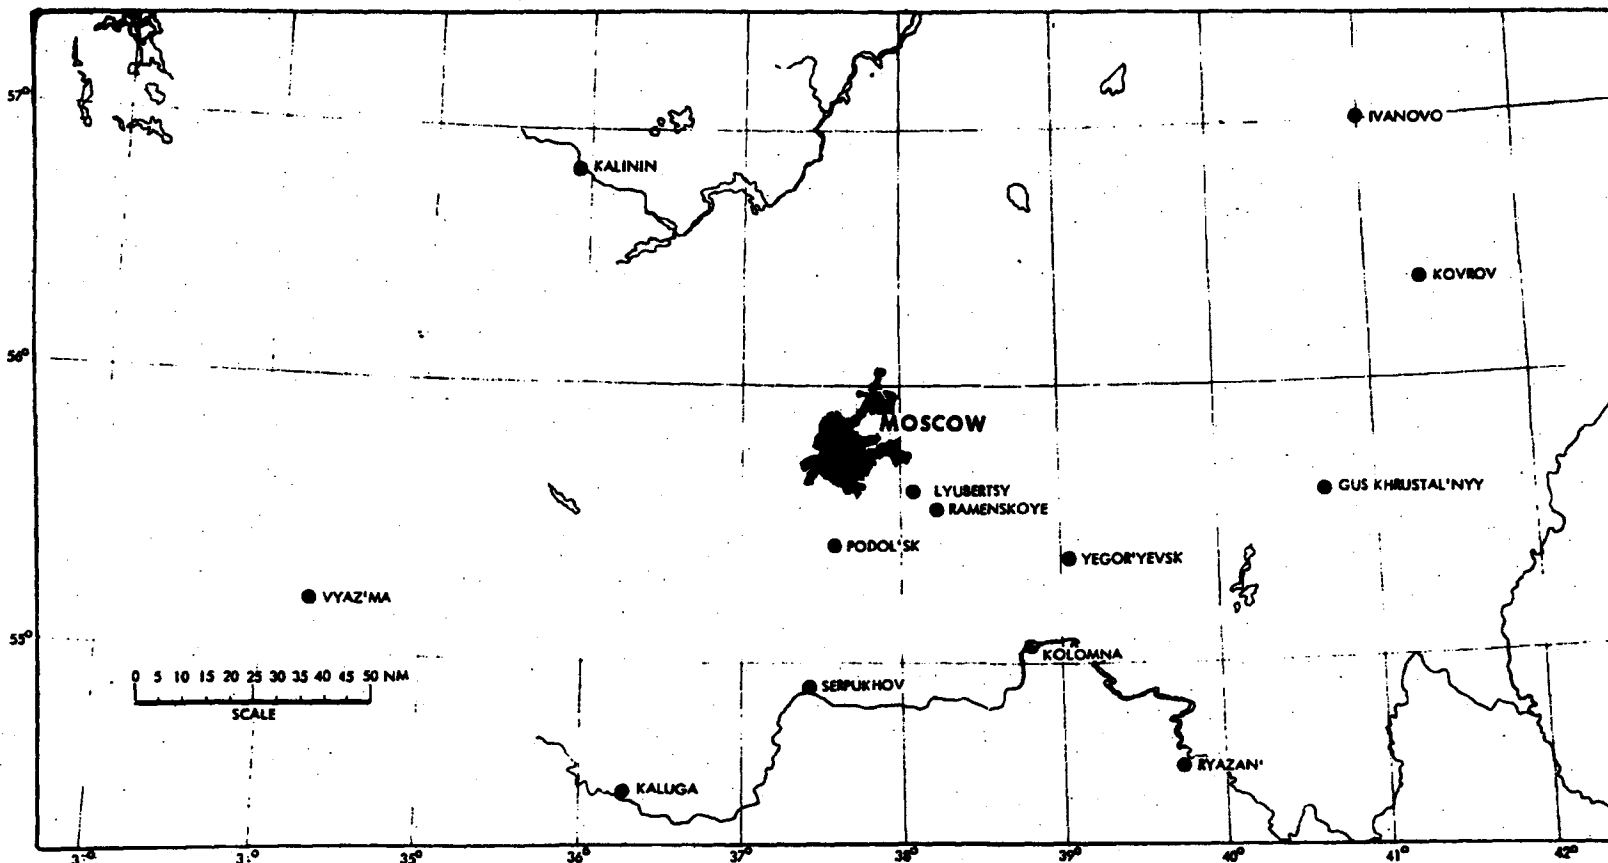 57°
IVANOVO
KALININ
KOVROV
56°
MOSCOW
LYUBERTSY
GUS KHRUSTAL'NYY
RAMENSKOYE
PODOL'SK
YEGOR'YEVSK
VYAZ'MA
55°
KOLOMNA
0 5 10 15 20 25 30 35 40 45 50 NM
SERPUKHOV
SCALE
RYAZAN'
KALUGA
35° 36° 37° 38° 39° 40° 41° 42°